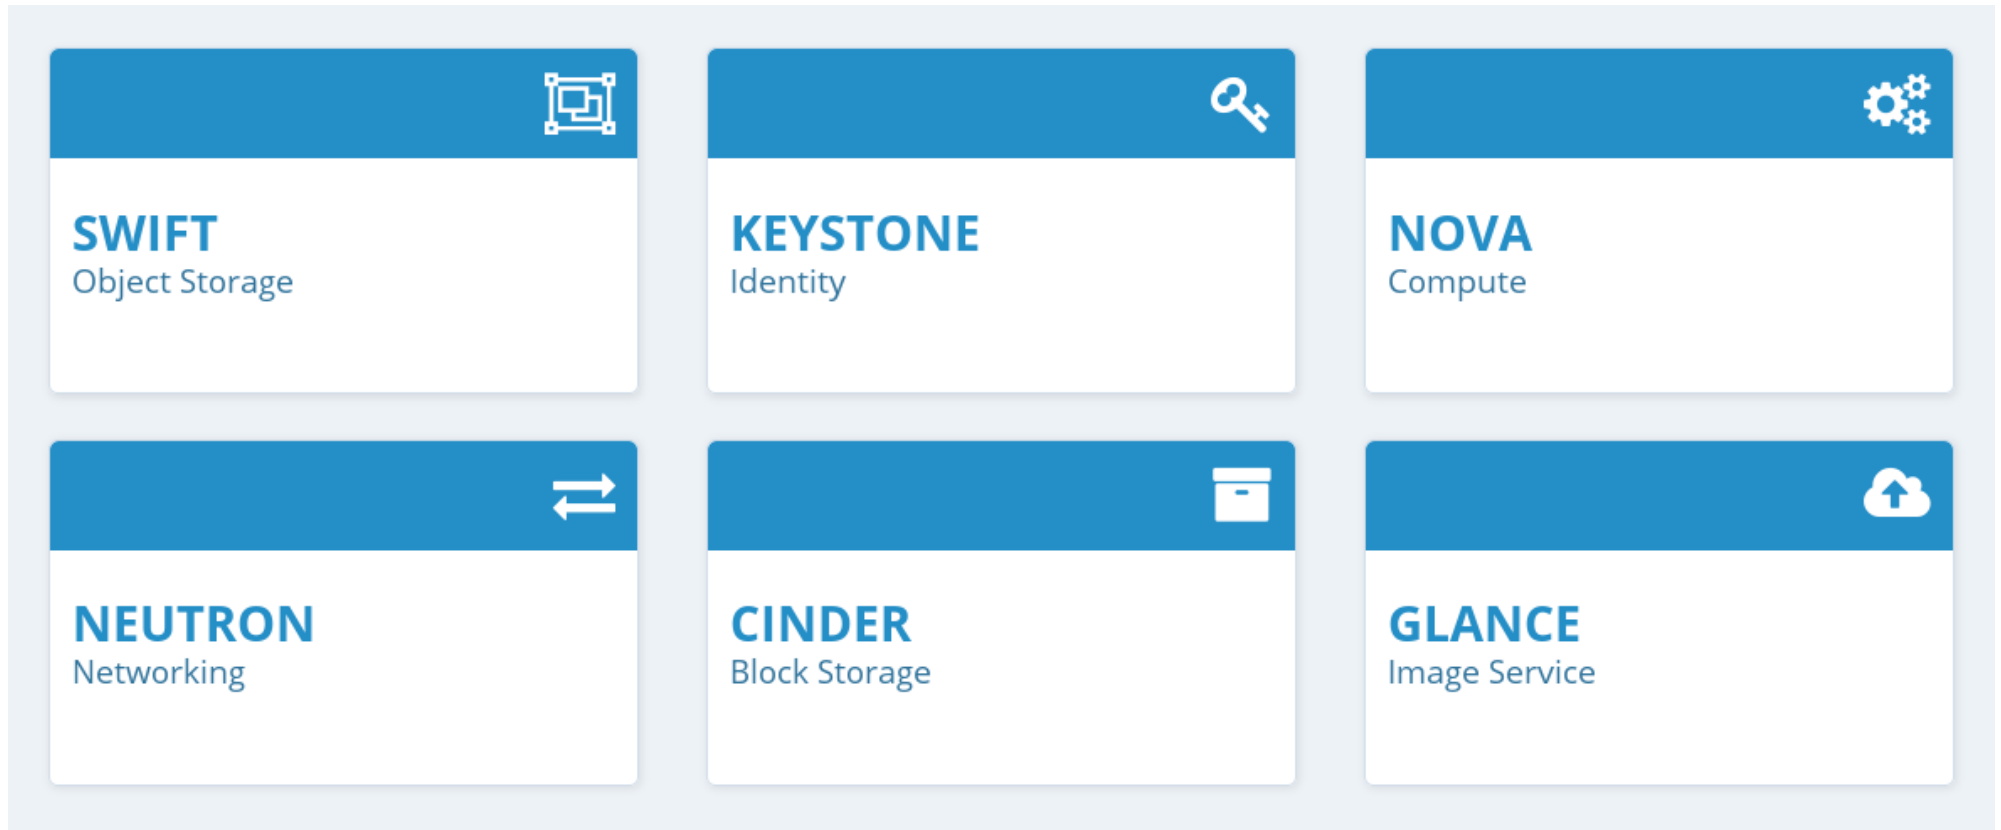 SWIFT
Object Storage
KEYSTONE
Identity
NOVA
Compute
NEUTRON
Networking
CINDER
Block Storage
GLANCE
Image Service